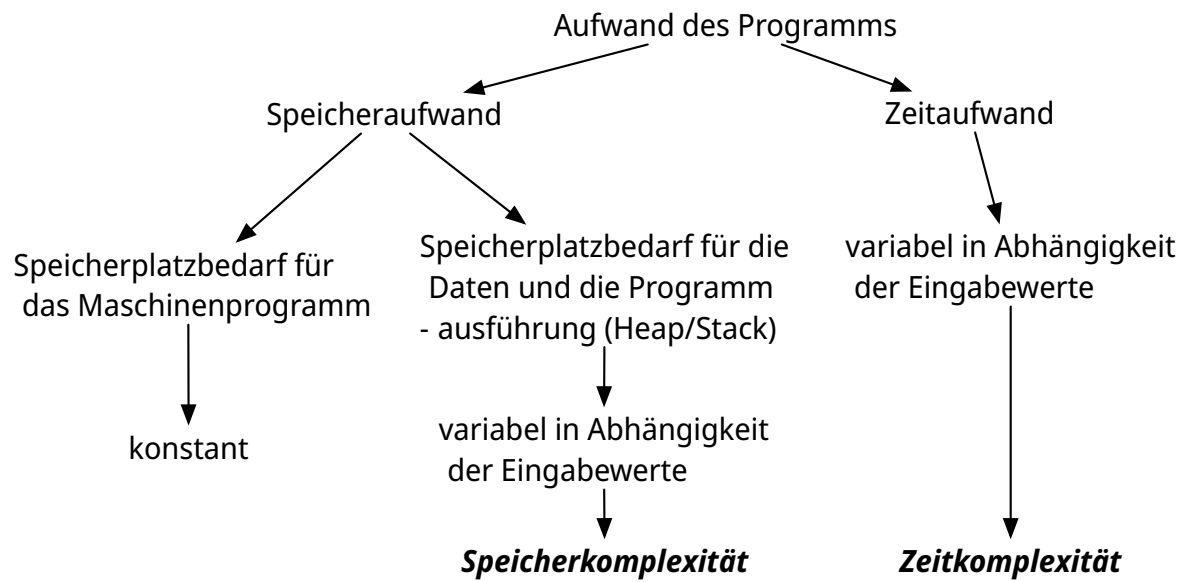 Aufwand des Programms
Speicheraufwand
Zeitaufwand
Speicherplatzbedarf für
das Maschinenprogramm
Speicherplatzbedarf für die
Daten und die Programm
- ausführung (Heap/Stack)
variabel in Abhängigkeit
der Eingabewerte
konstant
variabel in Abhängigkeit
der Eingabewerte
Speicherkomplexität
Zeitkomplexität